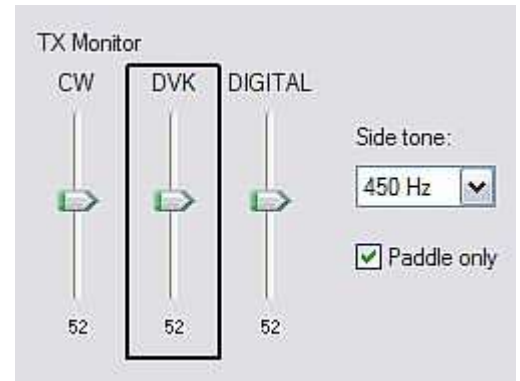 TX Monitor
CW DVK DIGITAL
Side tone:
450 Hz
Paddle only
52 52 52